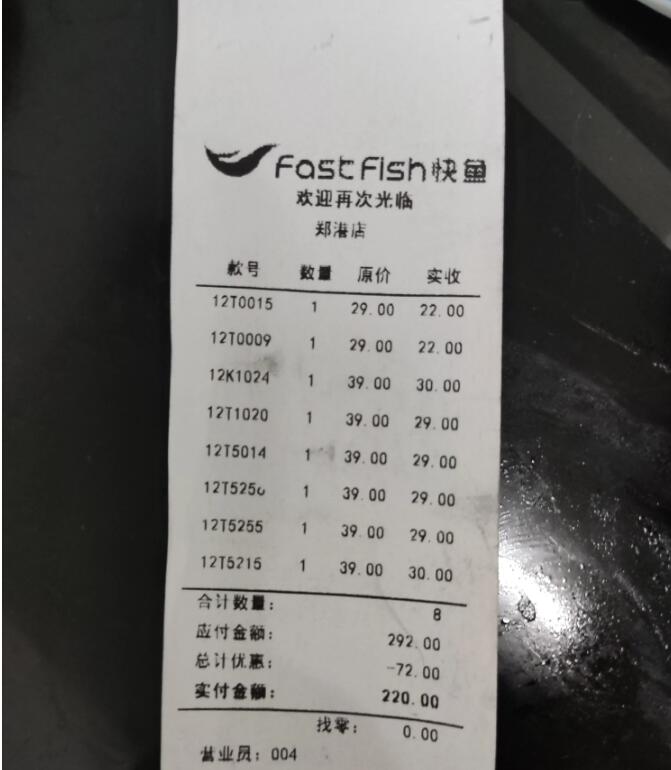 Fast Fish 快鱼
欢迎再次光临
郑港店
款号 数量 原价 实收
12T0015 1 29.00 22.00
12T0009 1 29.00 22.00
12K1024 1 39.00 30.00
12T1020 1 39.00 29.00
12T5014 1 39.00 29.00
1 39.00 29.00
12T5255 1 39.00 29.00
12T5215 1 39.00 30.00
合计数量: 8
应付金额: 292.00
总计优惠: -72.00
实付金额: 220.00
找零: 0.00
营业员: 004